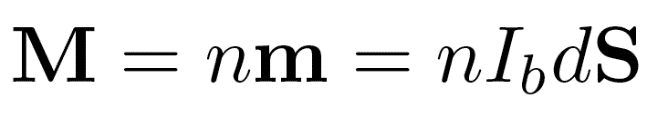 𝐌 = n𝐦 = nI_b d𝐒